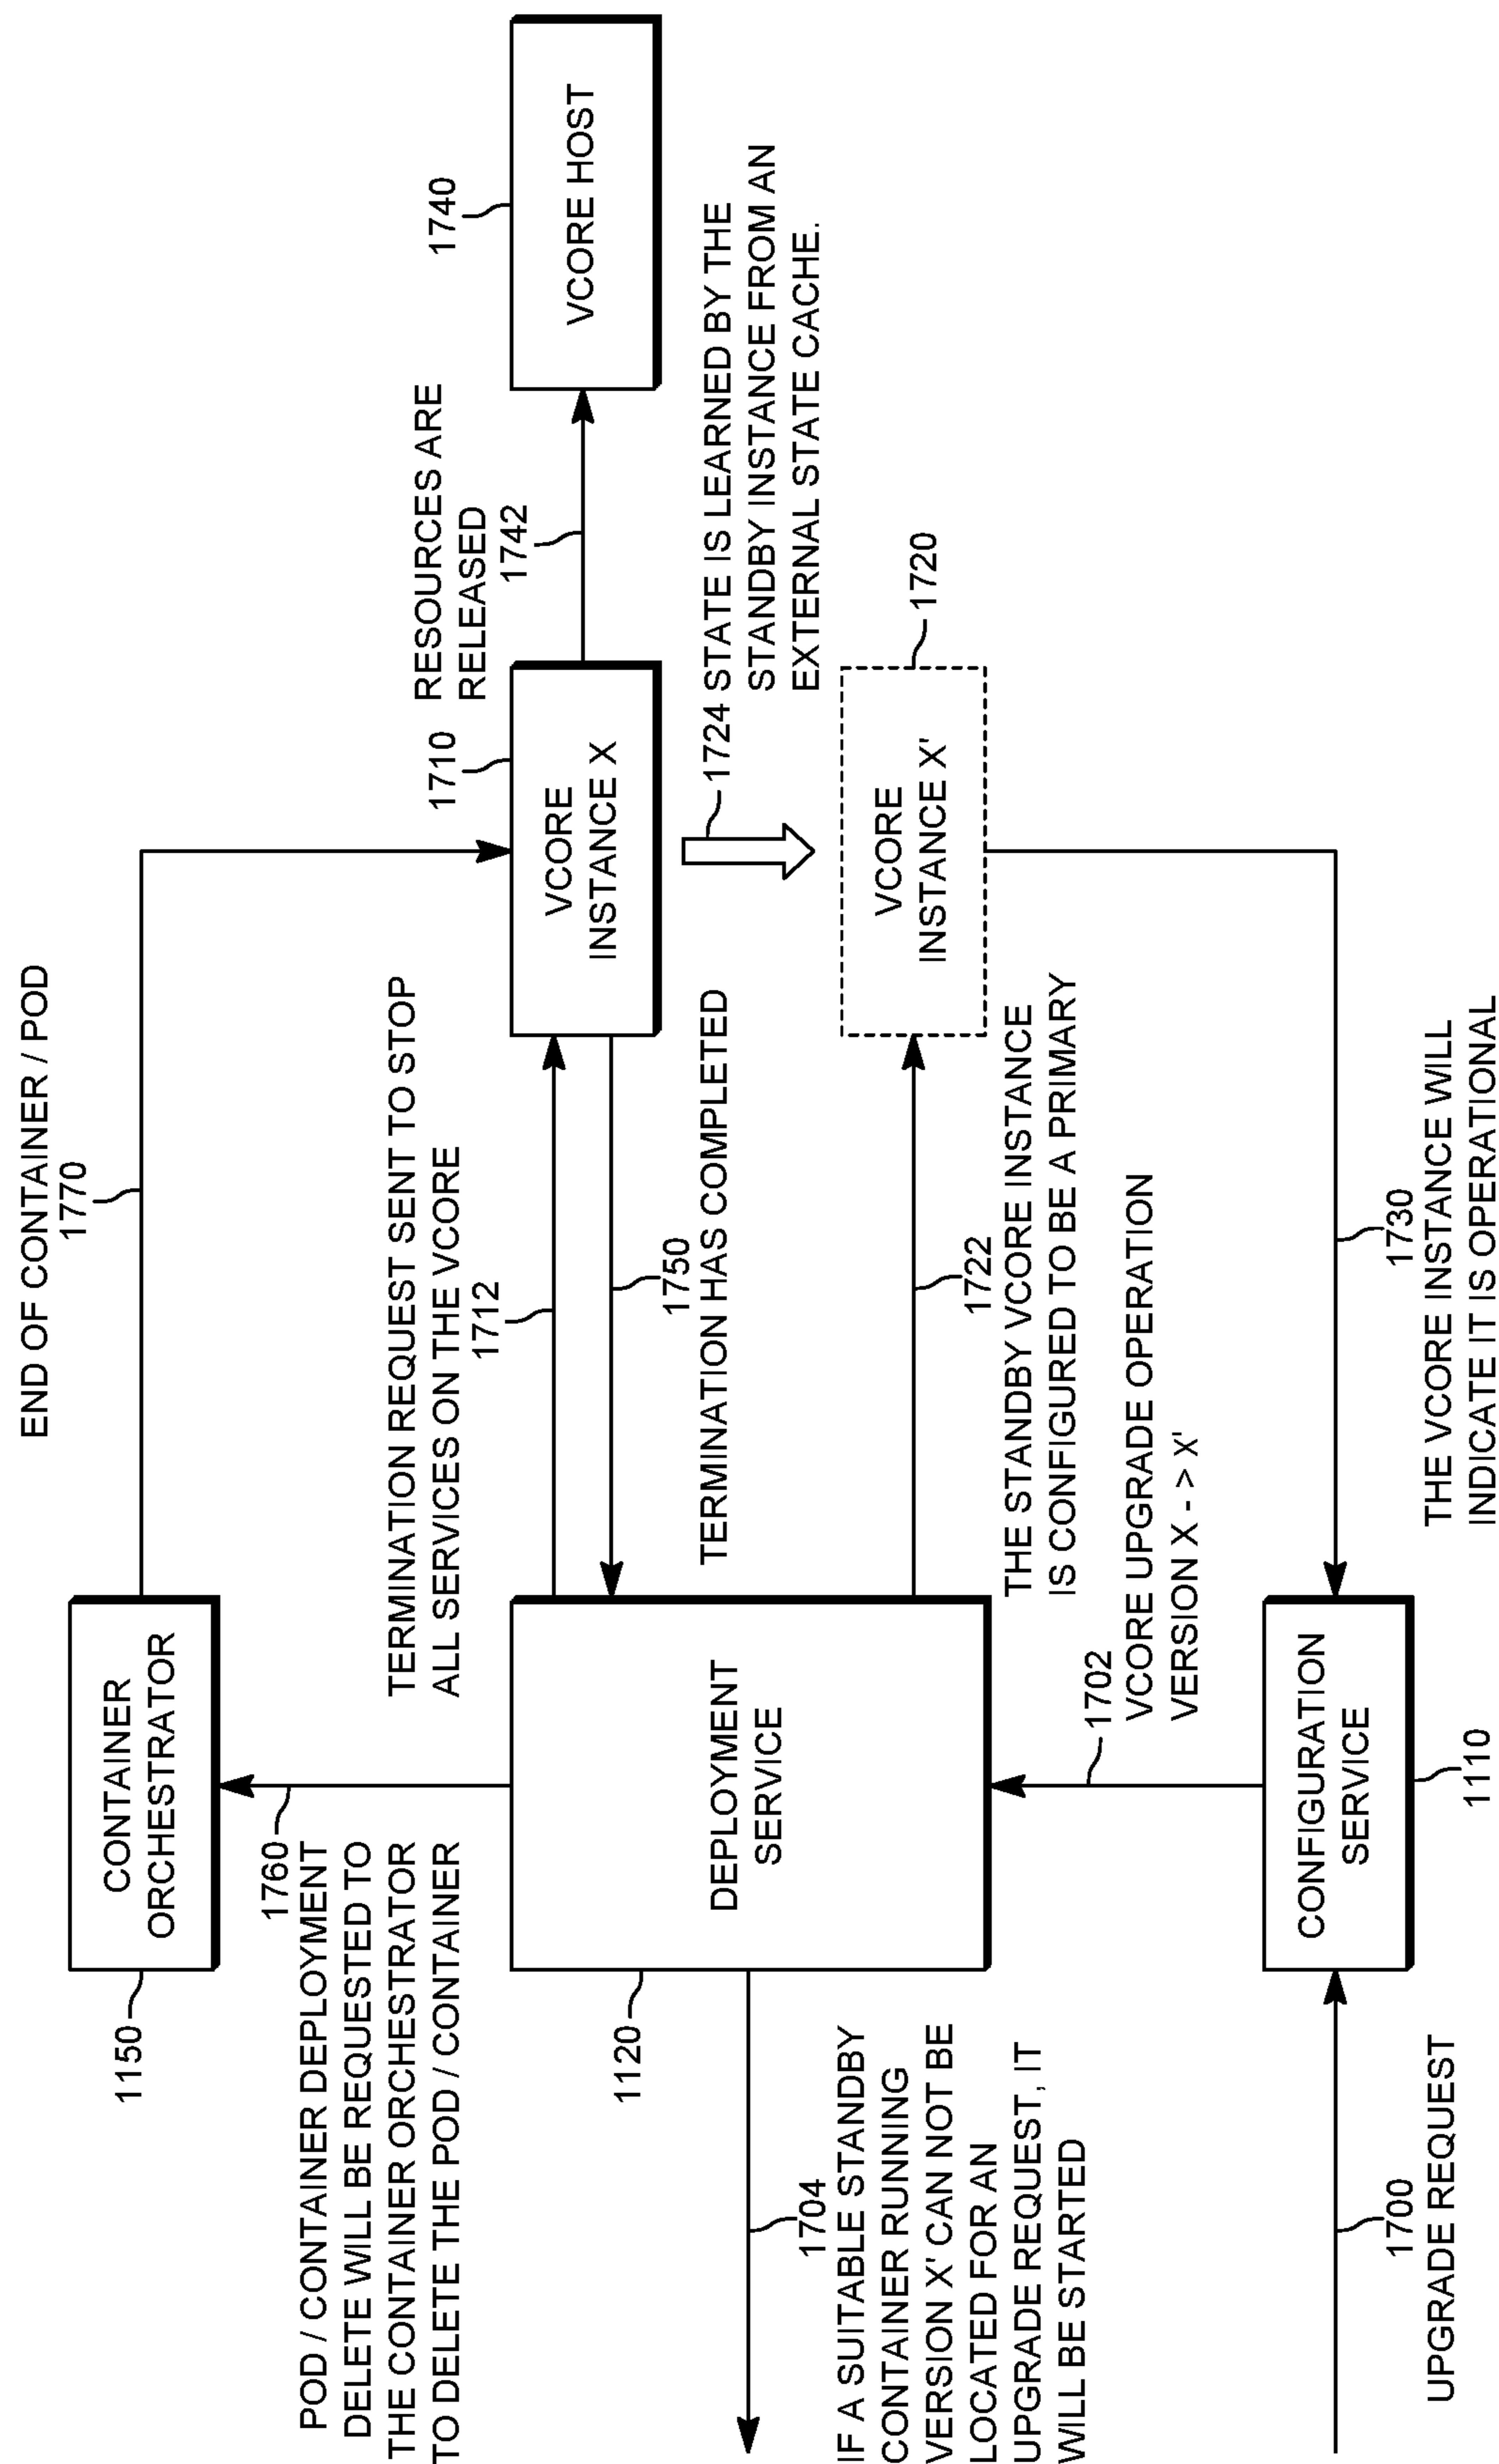 END OF CONTAINER / POD
1770
CONTAINER
ORCHESTRATOR
1150
1760
POD / CONTAINER DEPLOYMENT
DELETE WILL BE REQUESTED TO
THE CONTAINER ORCHESTRATOR
TO DELETE THE POD / CONTAINER
TERMINATION REQUEST SENT TO STOP
ALL SERVICES ON THE VCORE
1712
1710
VCORE
INSTANCE X
RESOURCES ARE
RELEASED
1742
1740
VCORE HOST
1750
TERMINATION HAS COMPLETED
1120
DEPLOYMENT
SERVICE
1724 STATE IS LEARNED BY THE
STANDBY INSTANCE FROM AN
EXTERNAL STATE CACHE.
1720
VCORE
INSTANCE X'
1722
THE STANDBY VCORE INSTANCE
IS CONFIGURED TO BE A PRIMARY
1704
IF A SUITABLE STANDBY
CONTAINER RUNNING
VERSION X' CAN NOT BE
LOCATED FOR AN
UPGRADE REQUEST, IT
WILL BE STARTED
1702
VCORE UPGRADE OPERATION
VERSION X - > X'
CONFIGURATION
SERVICE
1110
1700
UPGRADE REQUEST
1730
THE VCORE INSTANCE WILL
INDICATE IT IS OPERATIONAL